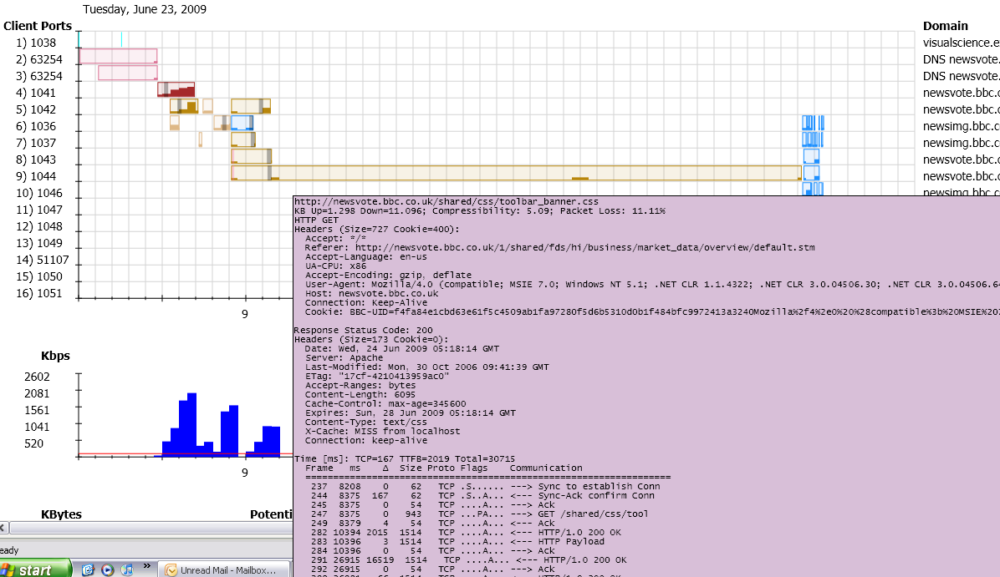 Tuesday, June 23, 2009
Client Ports
Domain
1) 1038
visualscience.e
2) 63254
DNS newsvote.
3) 63254
DNS newsvote.
4) 1041
newsvote.bbc.c
5) 1042
newsvote.bbc.c
6) 1036
newsimg.bbc.c
7) 1037
newsimg.bbc.c
8) 1043
newsvote.bbc.c
9) 1044
newsvote.bbc.c
10) 1046
newsimg.bbc.c
11) 1047
12) 1048
13) 1049
14) 51107
15) 1050
16) 1051
9
http://newsvote.bbc.co.uk/shared/css/toolbar_banner.css
KB Up=1.298 Down=11.096; Compressibility: 5.09; Packet Loss: 11.11%
HTTP GET
Headers (Size=727 Cookie=400):
Accept: */*
Referer: http://newsvote.bbc.co.uk/1/shared/fds/hi/business/market_data/overview/default.stm
Accept-Language: en-us
UA-CPU: x86
Accept-Encoding: gzip, deflate
User-Agent: Mozilla/4.0 (compatible; MSIE 7.0; Windows NT 5.1; .NET CLR 1.1.4322; .NET CLR 3.0.04506.30; .NET CLR 3.0.04506.64
Host: newsvote.bbc.co.uk
Connection: Keep-Alive
Cookie: BBC-UID=f4fa84e1cbd63e61f5c4509ab1fa97280f5d6b5310d0b1f484bfc9972413a3240Mozilla%2f4%2e0%20%28compatible%3b%20MSIE%20
Response Status Code: 200
Headers (Size=173 Cookie=0):
Date: Wed, 24 Jun 2009 05:18:14 GMT
Server: Apache
Last-Modified: Mon, 30 Oct 2006 09:41:39 GMT
ETag: "17cf-4210413959ac0"
Accept-Ranges: bytes
Content-Length: 6095
Cache-Control: max-age=345600
Expires: Sun, 28 Jun 2009 05:18:14 GMT
Content-Type: text/css
X-Cache: MISS from localhost
Connection: keep-alive
Time [ms]: TCP=167 TTFB=2019 Total=30715
Frame ms Δ Size Proto Flags Communication
====================================================================
237 8208 0 62 TCP .S...... ---> Sync to establish Conn
244 8375 167 62 TCP .S..A... <--- Sync-Ack confirm Conn
245 8375 0 54 TCP ....A... ---> Ack
247 8375 0 943 TCP ...PA... ---> GET /shared/css/tool
249 8379 4 54 TCP ....A... <--- Ack
282 10394 2015 1514 TCP ....A... <--- HTTP/1.0 200 OK
283 10396 3 1514 TCP ....A... <--- HTTP Payload
284 10396 0 54 TCP ....A... ---> Ack
291 26915 16519 1514 TCP ....A... <--- HTTP/1.0 200 OK
292 26915 0 54 TCP ....A... ---> Ack
Kbps
2602
2081
1561
1041
520
9
KBytes
Potenti
eady
start
»
Unread Mail - Mailbox...